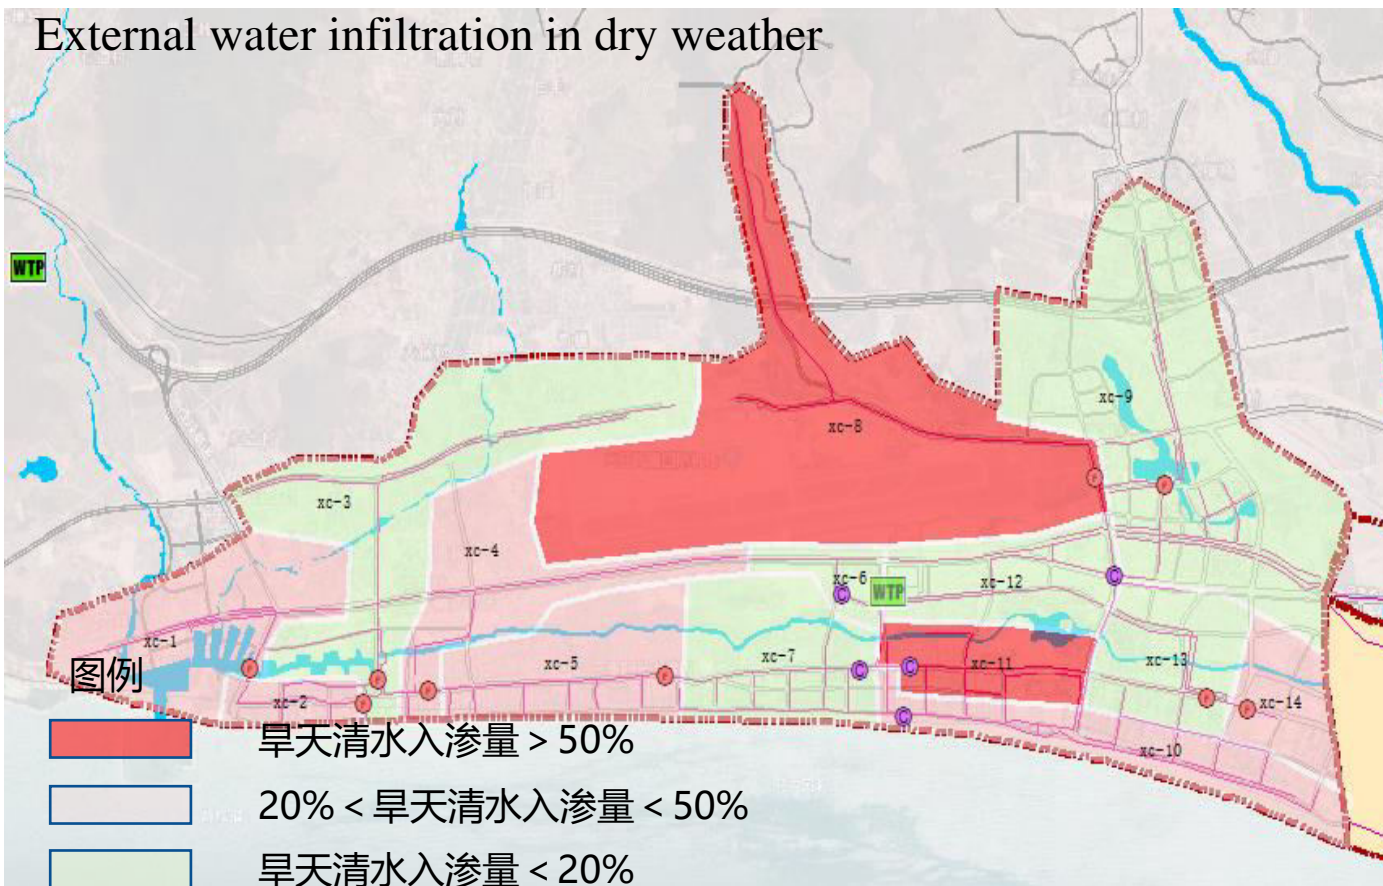 External water infiltration in dry weather
WTP
xc-9
xc-8
xc-3
xc-4
xc-6
xc-12
WTP
xc-1
xc-5
xc-7
xc-11
xc-13
图例
xc-2
xc-14
旱天清水入渗量 > 50%
xc-10
20% < 旱天清水入渗量 < 50%
旱天清水入渗量 < 20%